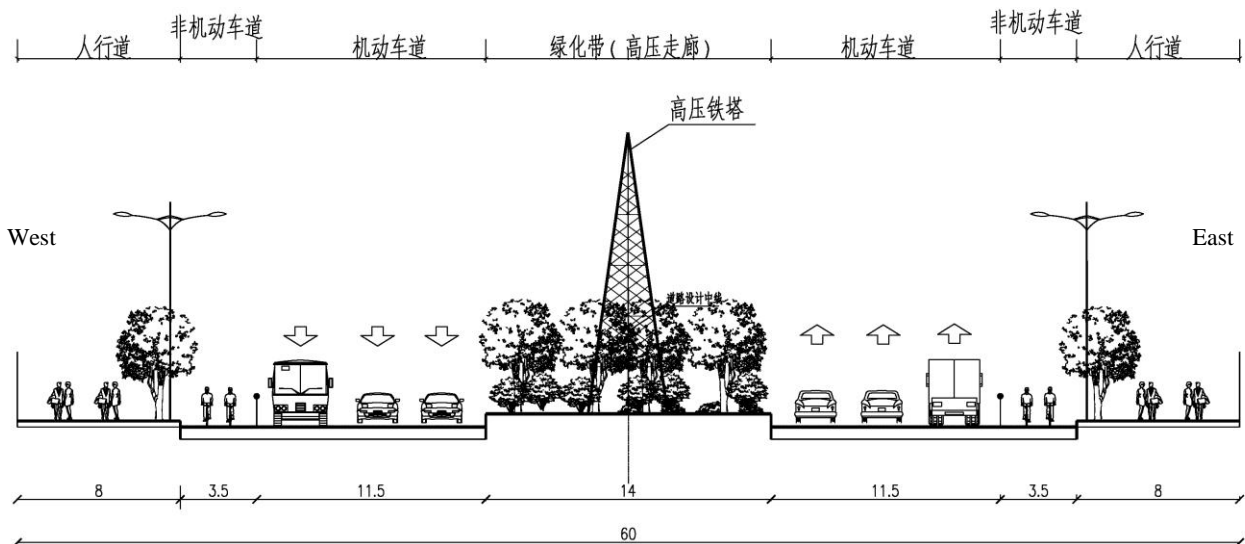 人行道
非机动车道
机动车道
绿化带(高压走廊)
机动车道
非机动车道
人行道
高压铁塔
West
East
道路设计中线
8
3.5
11.5
14
11.5
3.5
8
60